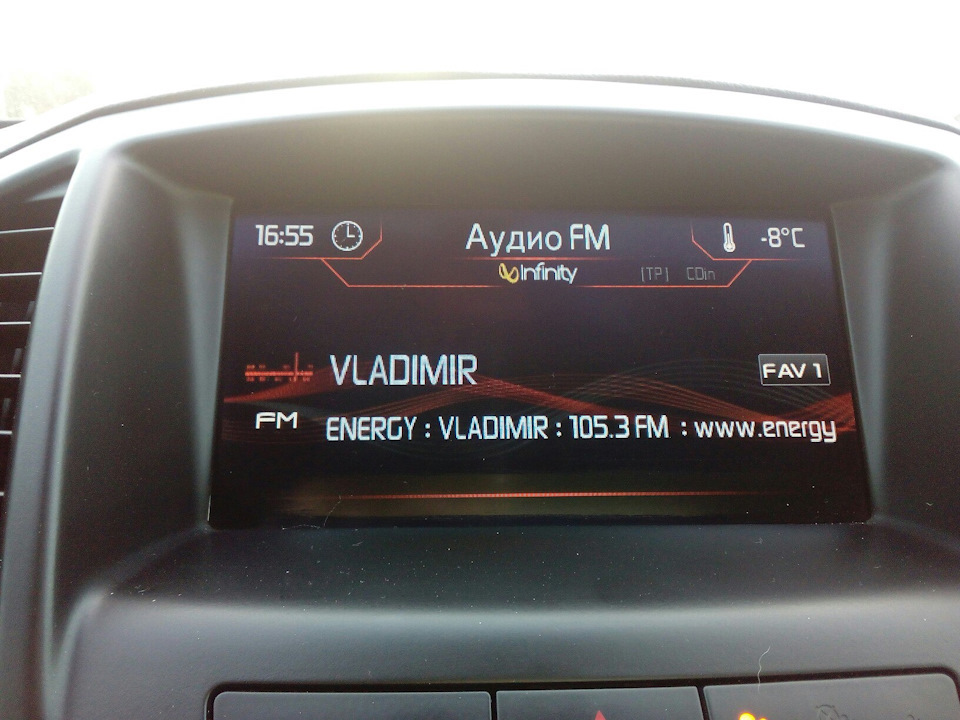 16:55 Аудио FM -8°C
Infinity [TP] CDin
VLADIMIR FAV 1
FM ENERGY : VLADIMIR : 105.3 FM : www.energy